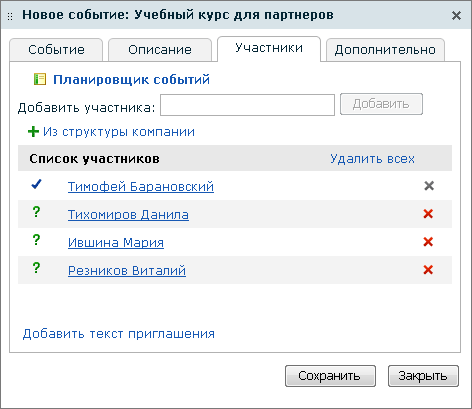 Новое событие: Учебный курс для партнеров
Событие Описание Участники Дополнительно
Планировщик событий
Добавить участника: Добавить
Из структуры компании
Список участников Удалить всех
Тимофей Барановский
Тихомиров Данила
Ившина Мария
Резников Виталий
Добавить текст приглашения
Сохранить Закрыть